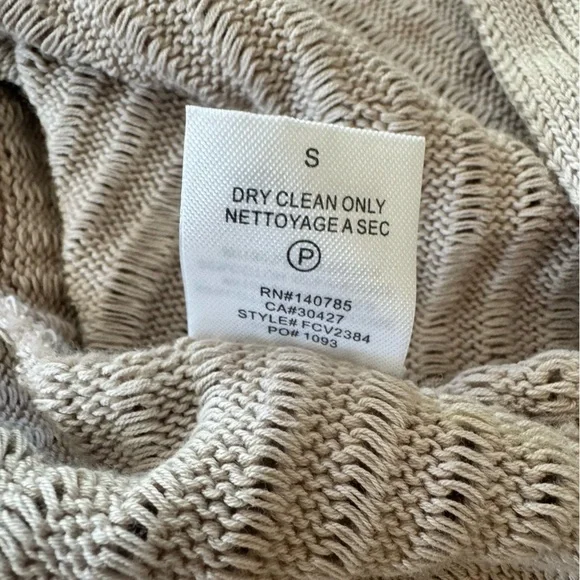 S
DRY CLEAN ONLY
NETTOYAGE A SEC
P
RN#140785
CA#30427
STYLE# FCV2384
PO# 1093